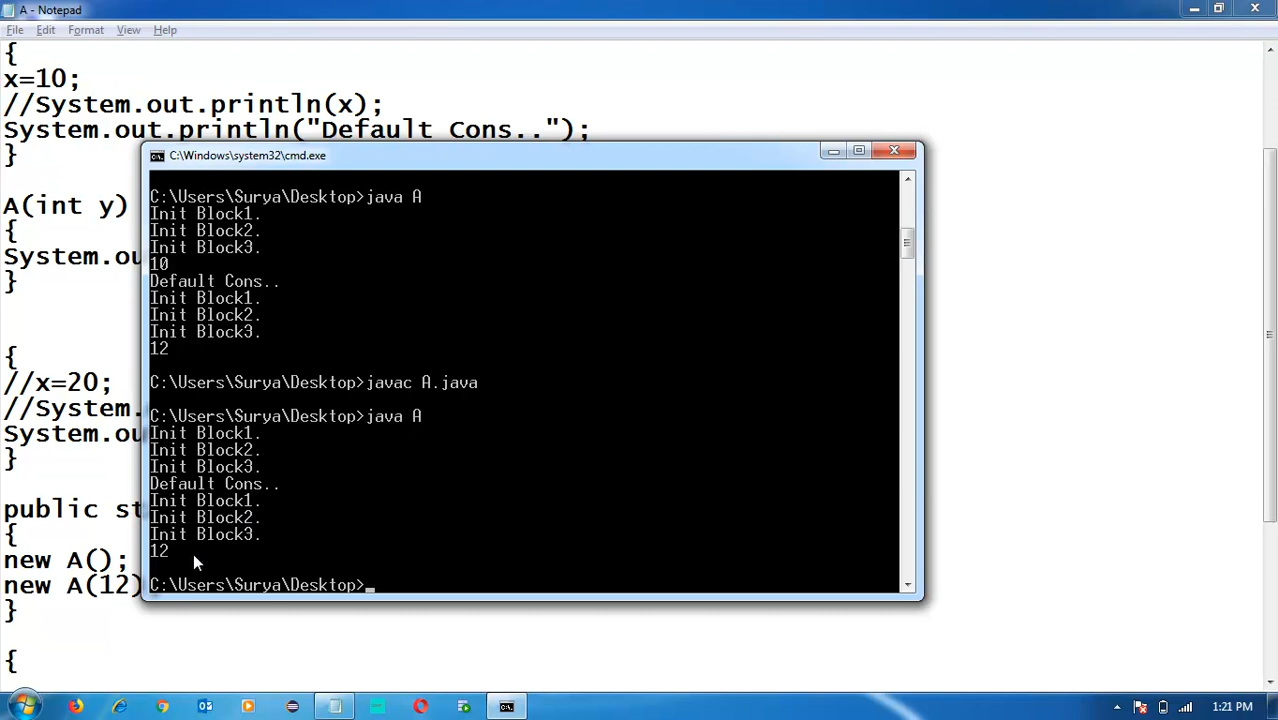 A - Notepad
File Edit Format View Help
{
x=10;
//System.out.println(x);
System.out.println("Default Cons..");
}
A(int y)
{
System.ou
}
{
//x=20;
//System.
System.ou
}
public st
{
new A();
new A(12)
}
{
C:\Windows\system32\cmd.exe
C:\Users\Surya\Desktop>java A
Init Block1.
Init Block2.
Init Block3.
10
Default Cons..
Init Block1.
Init Block2.
Init Block3.
12
C:\Users\Surya\Desktop>javac A.java
C:\Users\Surya\Desktop>java A
Init Block1.
Init Block2.
Init Block3.
Default Cons..
Init Block1.
Init Block2.
Init Block3.
12
C:\Users\Surya\Desktop>_
1:21 PM